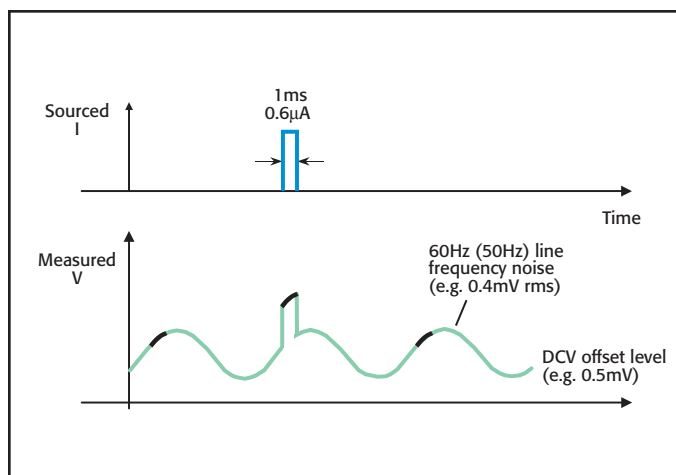 1ms
0.6µA
Sourced
I
Time
Measured
V
60Hz (50Hz) line
frequency noise
(e.g. 0.4mV rms)
DCV offset level
(e.g. 0.5mV)